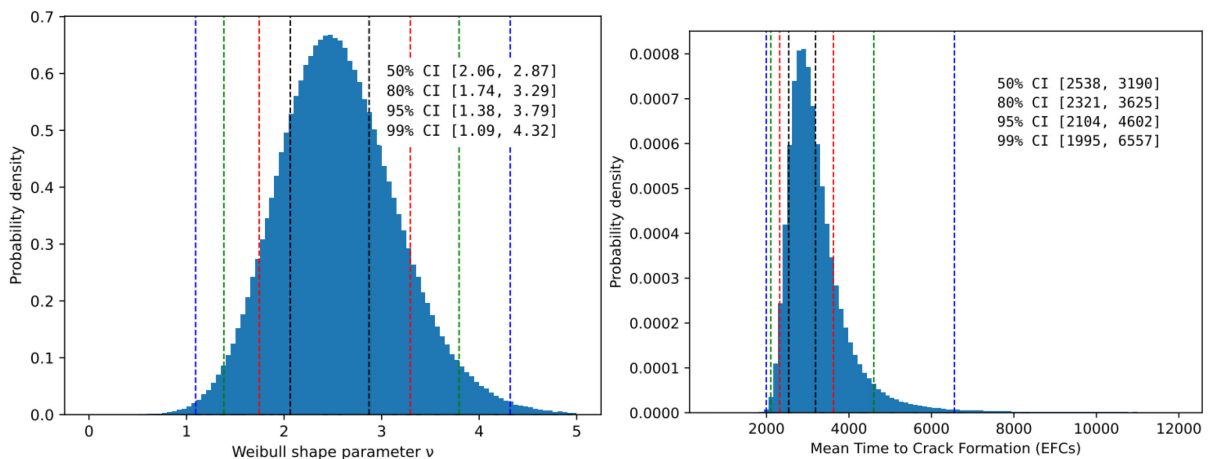 0.7
0.6
0.5
0.4
0.3
0.2
0.1
0.0
Probability density
50% CI [2.06, 2.87]
80% CI [1.74, 3.29]
95% CI [1.38, 3.79]
99% CI [1.09, 4.32]
0 1 2 3 4 5
Weibull shape parameter ν
0.0008
0.0007
0.0006
0.0005
0.0004
0.0003
0.0002
0.0001
0.0000
Probability density
50% CI [2538, 3190]
80% CI [2321, 3625]
95% CI [2104, 4602]
99% CI [1995, 6557]
2000 4000 6000 8000 10000 12000
Mean Time to Crack Formation (EFCs)